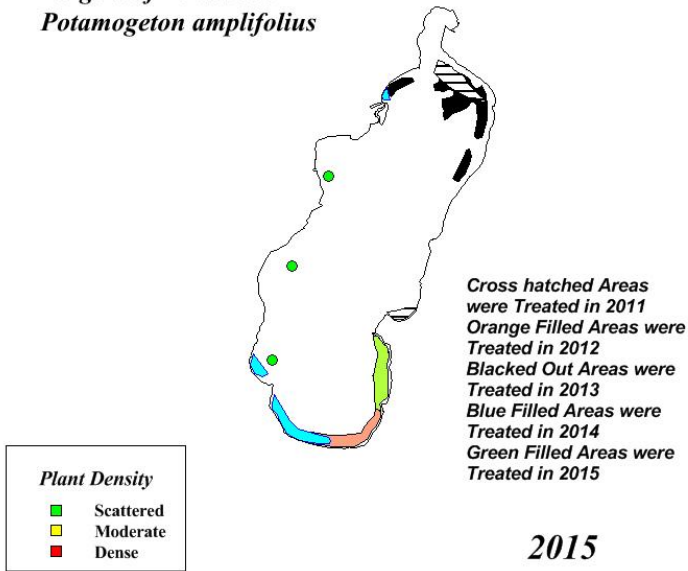 Potamogeton amplifolius
Cross hatched Areas
were Treated in 2011
Orange Filled Areas were
Treated in 2012
Blacked Out Areas were
Treated in 2013
Blue Filled Areas were
Treated in 2014
Green Filled Areas were
Treated in 2015
Plant Density
Scattered
Moderate
Dense
2015